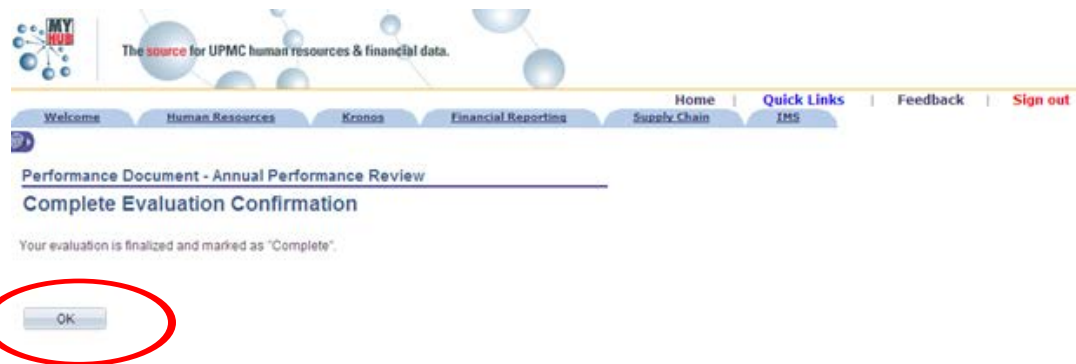 MY
HUB
The source for UPMC human resources & financial data.
Home | Quick Links | Feedback | Sign out
Welcome Human Resources Kronos Financial Reporting Supply Chain IMS
Performance Document - Annual Performance Review
Complete Evaluation Confirmation
Your evaluation is finalized and marked as "Complete".
OK